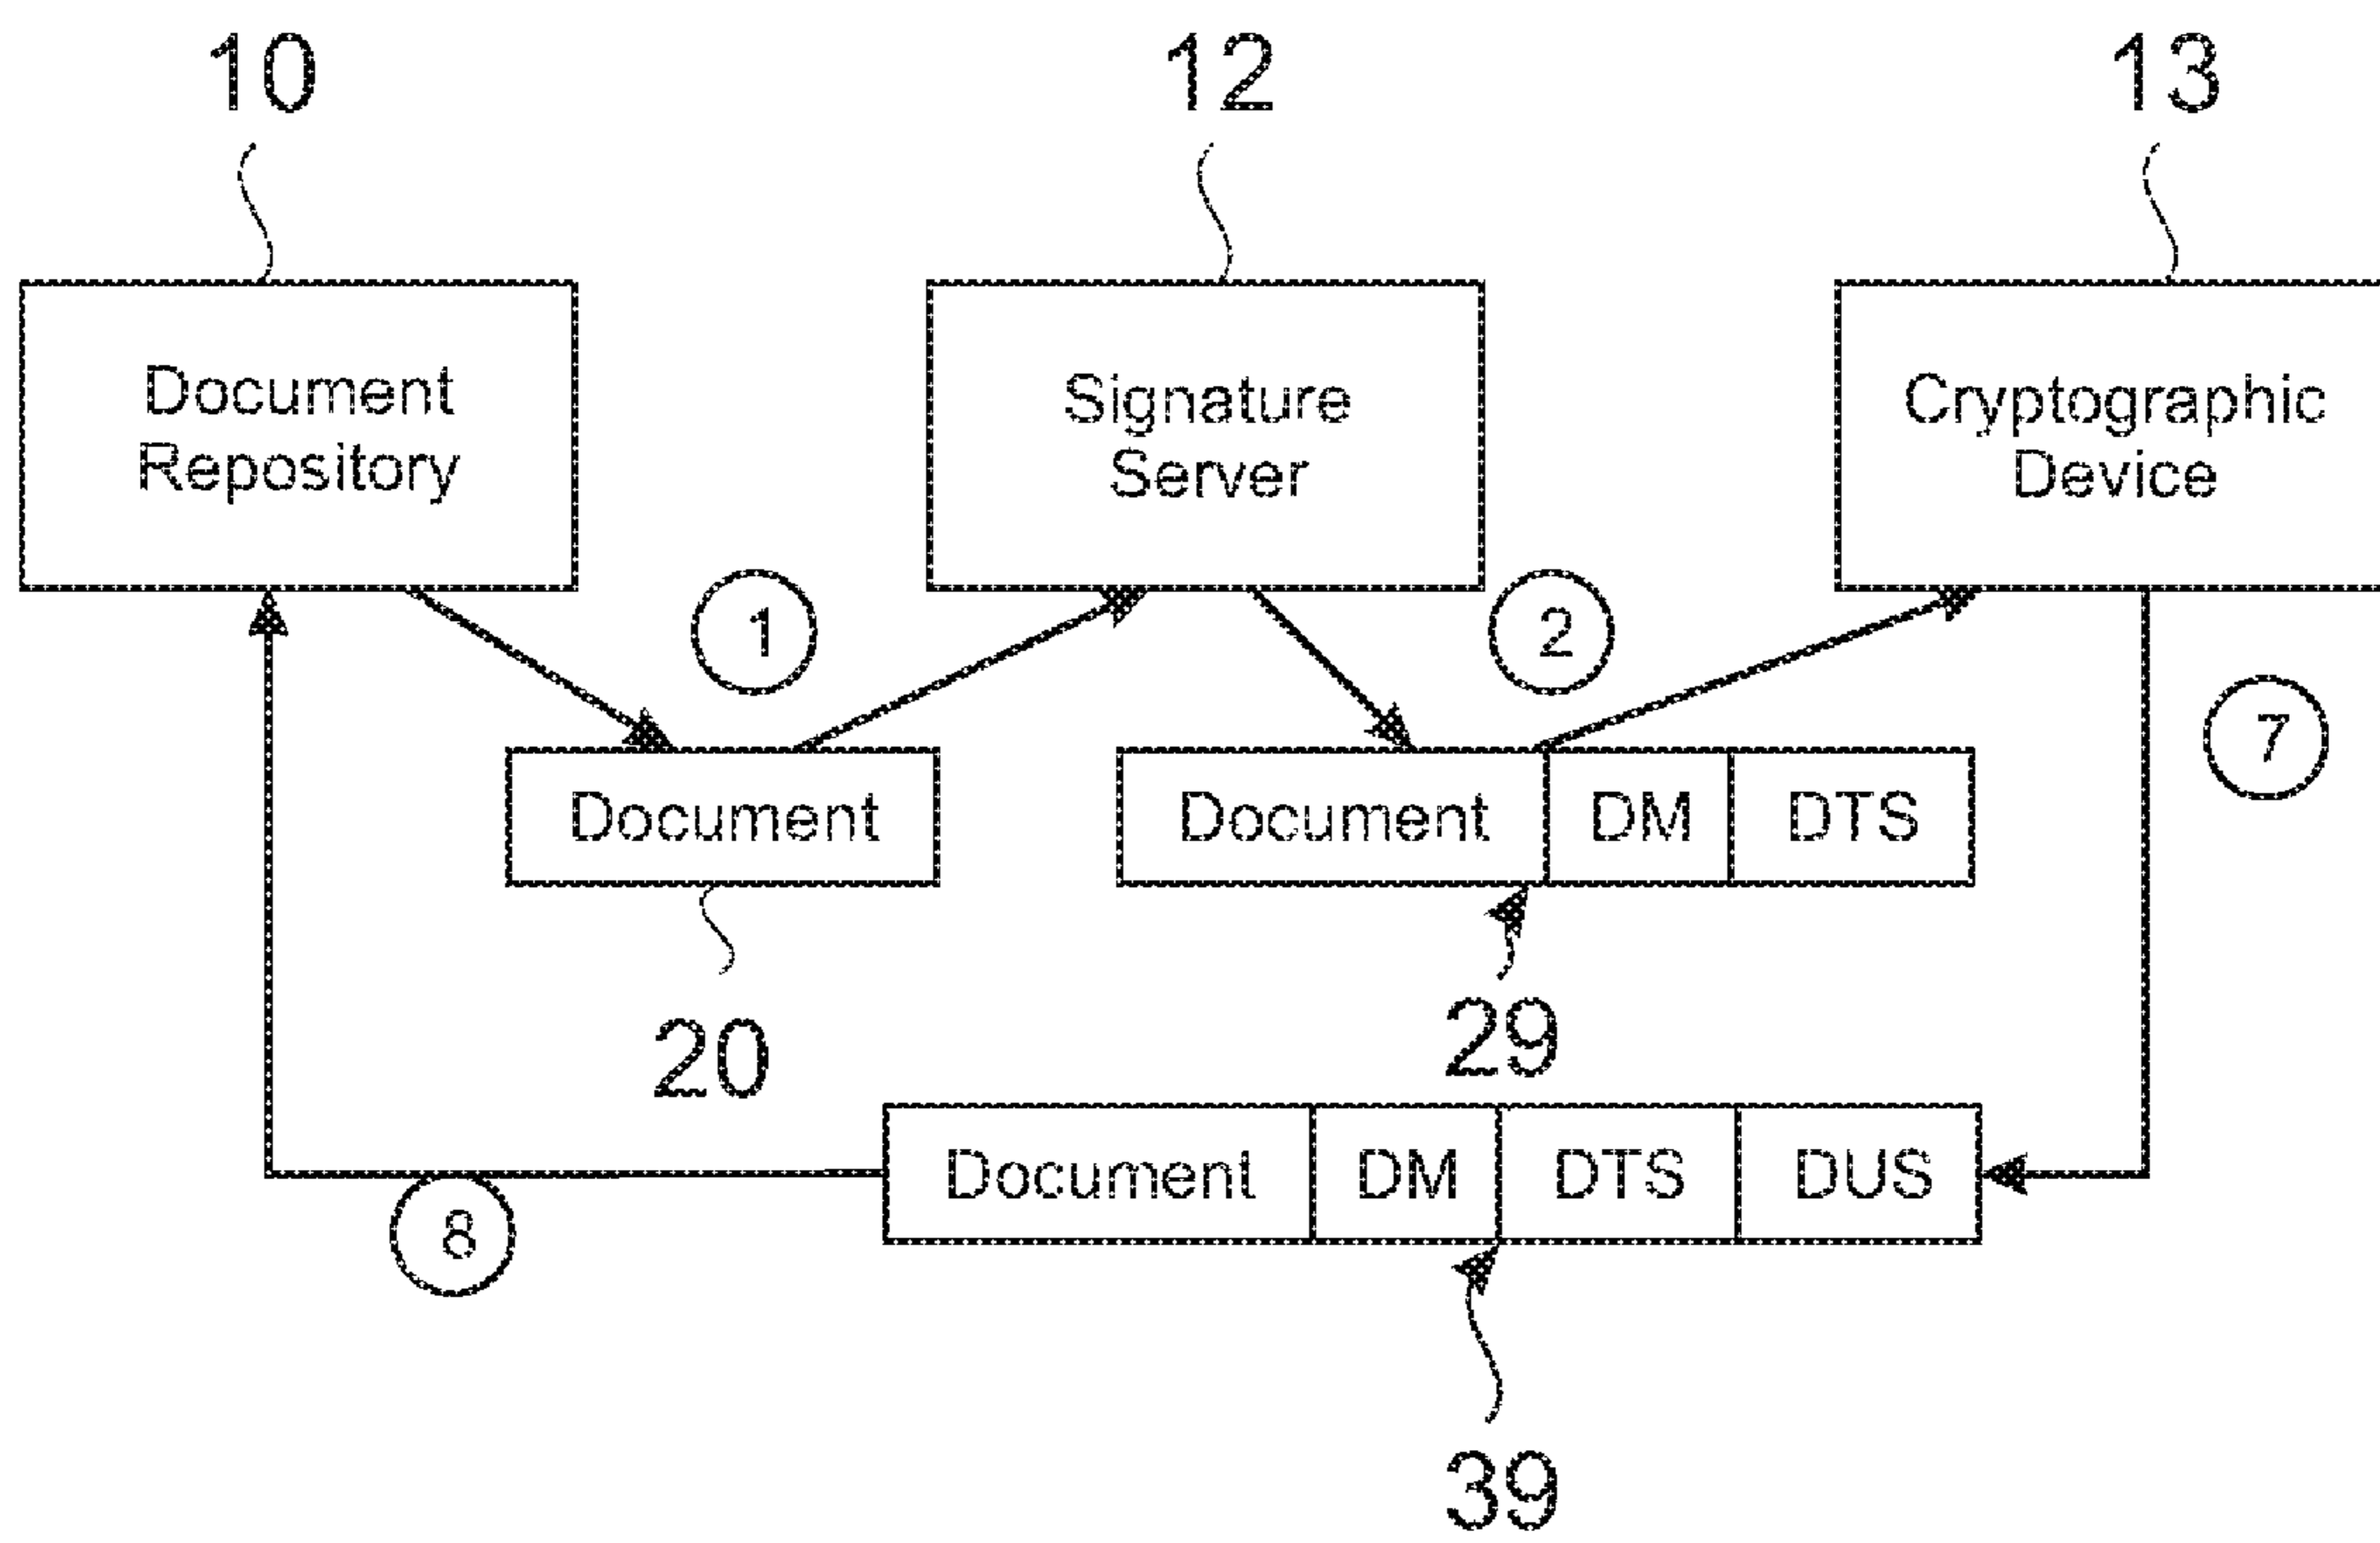 10
12
13
Document
Repository
Signature
Server
Cryptographic
Device
1
2
7
Document
Document DM DTS
20
29
Document DM DTS DUS
8
39